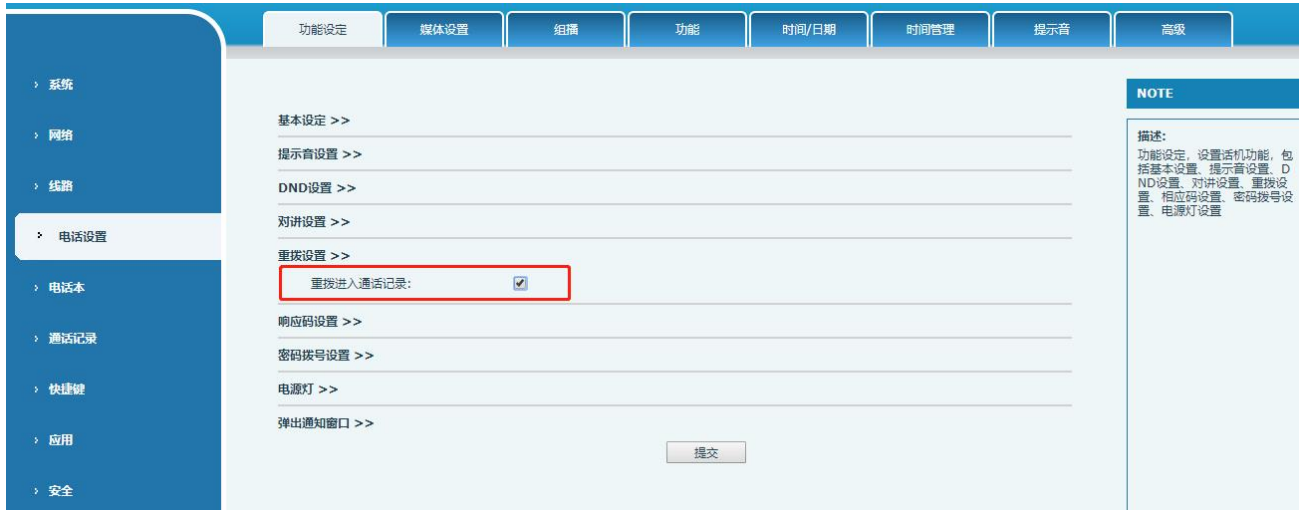 功能设定
媒体设置
组播
功能
时间/日期
时间管理
提示音
高级
系统
网络
线路
电话设置
电话本
通话记录
快捷键
应用
安全
基本设定 >>
提示音设置 >>
DND设置 >>
对讲设置 >>
重拨设置 >>
重拨进入通话记录：
响应码设置 >>
密码拨号设置 >>
电源灯 >>
弹出通知窗口 >>
提交
NOTE
描述：
功能设定，设置话机功能，包
括基本设置、提示音设置、D
ND设置、对讲设置、重拨设
置、相应码设置、密码拨号设
置、电源灯设置